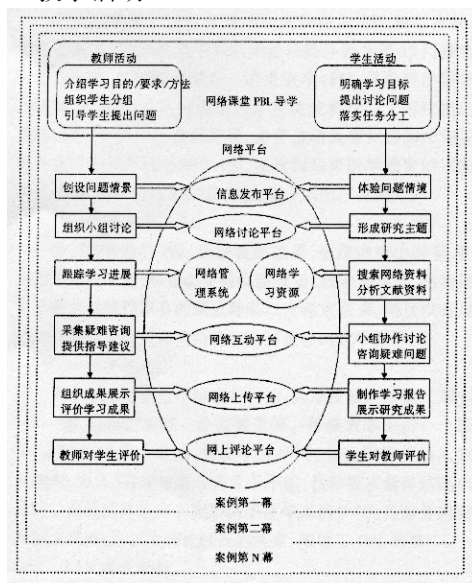 教师活动
学生活动
介绍学习目的/要求/方法
组织学生分组
引导学生提出问题
网络课堂 PBL 导学
明确学习目标
提出讨论问题
落实任务分工
网络平台
创设问题情景
信息发布平台
体验问题情境
组织小组讨论
网络讨论平台
形成研究主题
跟踪学习进展
网络管
理系统
网络学
习资源
搜索网络资料
分析文献资料
采集疑难咨询
提供指导建议
网络互动平台
小组协作讨论
咨询疑难问题
组织成果展示
评价学习成果
网络上传平台
制作学习报告
展示研究成果
教师对学生评价
网上评论平台
学生对教师评价
案例第一幕
案例第二幕
案例第 N 幕